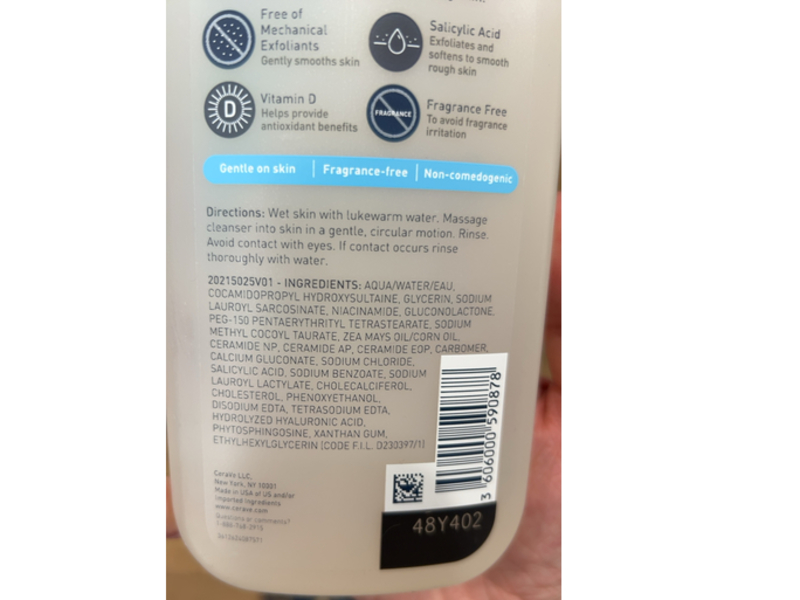 Free of
Mechanical
Exfoliants
Gently smooths skin
Salicylic Acid
Exfoliates and
softens to smooth
rough skin
Vitamin D
Helps provide
antioxidant benefits
D
FRAGRANCE
Fragrance Free
To avoid fragrance
irritation
Gentle on skin | Fragrance-free | Non-comedogenic
Directions: Wet skin with lukewarm water. Massage
cleanser into skin in a gentle, circular motion. Rinse.
Avoid contact with eyes. If contact occurs rinse
thoroughly with water.
20215025V01 - INGREDIENTS: AQUA/WATER/EAU,
COCAMIDOPROPYL HYDROXYSULTAINE, GLYCERIN, SODIUM
LAUROYL SARCOSINATE, NIACINAMIDE, GLUCONOLACTONE,
PEG-150 PENTAERYTHRITYL TETRASTEARATE, SODIUM
METHYL COCOYL TAURATE, ZEA MAYS OIL/CORN OIL,
CERAMIDE NP, CERAMIDE AP, CERAMIDE EOP, CARBOMER,
CALCIUM GLUCONATE, SODIUM CHLORIDE,
SALICYLIC ACID, SODIUM BENZOATE, SODIUM
LAUROYL LACTYLATE, CHOLECALCIFEROL,
CHOLESTEROL, PHENOXYETHANOL,
DISODIUM EDTA, TETRASODIUM EDTA,
HYDROLYZED HYALURONIC ACID,
PHYTOSPHINGOSINE, XANTHAN GUM,
ETHYLHEXYLGLYCERIN [CODE F.I.L. D230397/1]
CeraVe LLC,
New York, NY 10001
Made in USA of US and/or
imported ingredients
www.cerave.com
Questions or comments?
3 606000 590878
48Y402